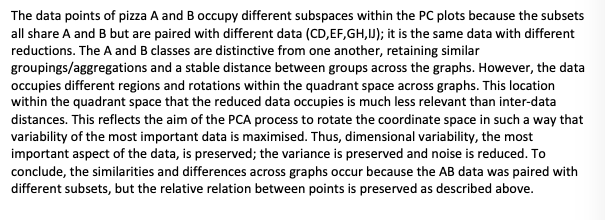 The data points of pizza A and B occupy different subspaces within the PC plots because the subsets
all share A and B but are paired with different data (CD,EF,GH,IJ); it is the same data with different
reductions. The A and B classes are distinctive from one another, retaining similar
groupings/aggregations and a stable distance between groups across the graphs. However, the data
occupies different regions and rotations within the quadrant space across graphs. This location
within the quadrant space that the reduced data occupies is much less relevant than inter-data
distances. This reflects the aim of the PCA process to rotate the coordinate space in such a way that
variability of the most important data is maximised. Thus, dimensional variability, the most
important aspect of the data, is preserved; the variance is preserved and noise is reduced. To
conclude, the similarities and differences across graphs occur because the AB data was paired with
different subsets, but the relative relation between points is preserved as described above.